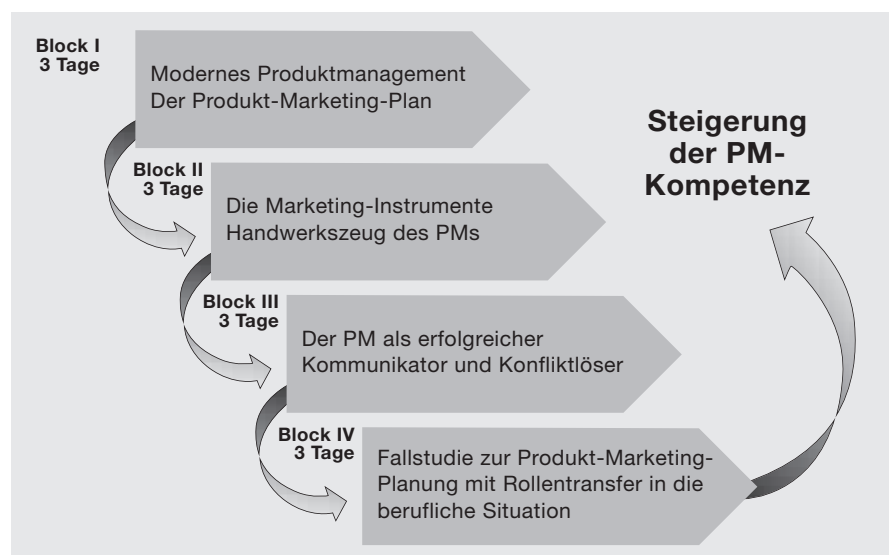 Block I
3 Tage
Modernes Produktmanagement
Der Produkt-Marketing-Plan
Block II
3 Tage
Die Marketing-Instrumente
Handwerkszeug des PMs
Block III
3 Tage
Der PM als erfolgreicher
Kommunikator und Konfliktlöser
Block IV
3 Tage
Fallstudie zur Produkt-Marketing-
Planung mit Rollentransfer in die
berufliche Situation
Steigerung
der PM-
Kompetenz